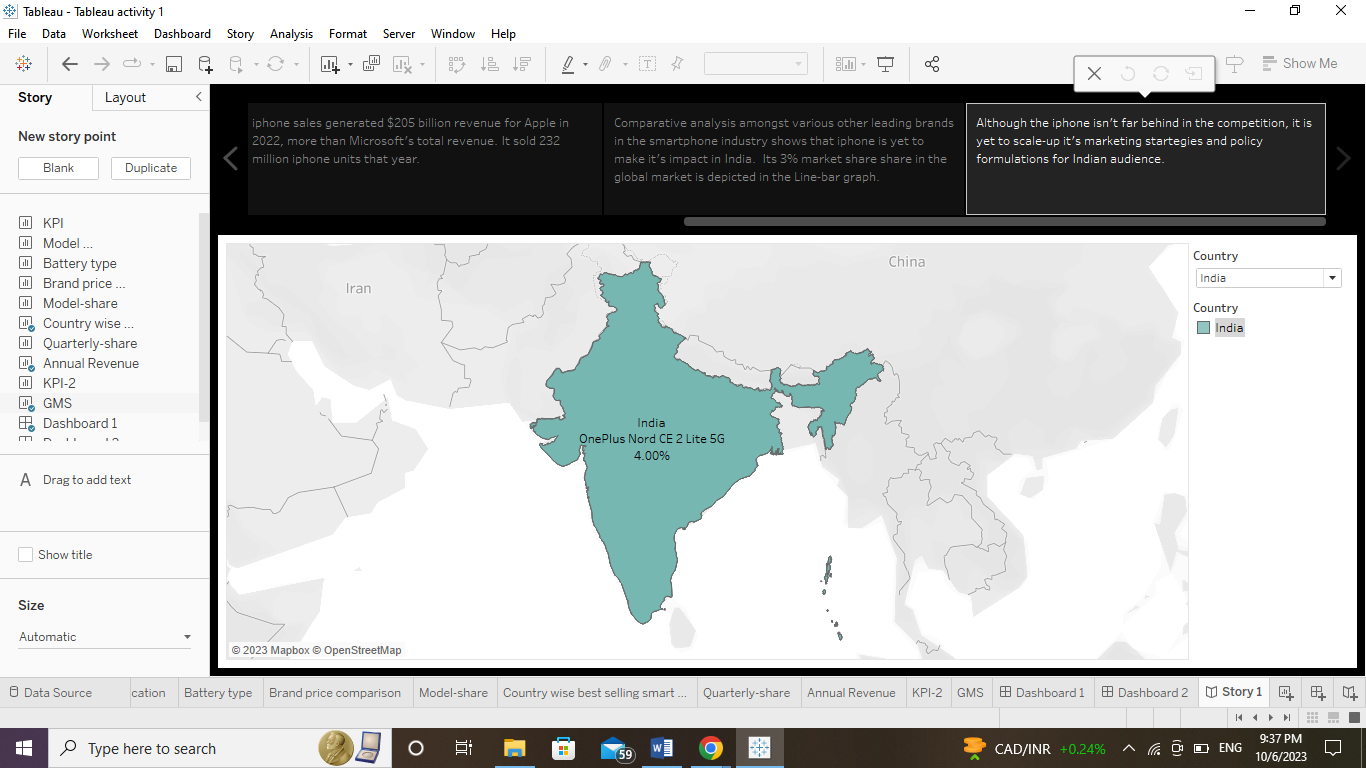 Tableau - Tableau activity 1
File Data Worksheet Dashboard Story Analysis Format Server Window Help
Show Me
Story Layout
New story point
Blank Duplicate
KPI
Model ...
Battery type
Brand price ...
Model-share
Country wise ...
Quarterly-share
Annual Revenue
KPI-2
GMS
Dashboard 1
A Drag to add text
Show title
Size
Automatic
iphone sales generated $205 billion revenue for Apple in
2022, more than Microsoft's total revenue. It sold 232
million iphone units that year.
Comparative analysis amongst various other leading brands
in the smartphone industry shows that iphone is yet to
make it's impact in India. Its 3% market share share in the
global market is depicted in the Line-bar graph.
Although the iphone isn't far behind in the competition, it is
yet to scale-up it's marketing startegies and policy
formulations for Indian audience.
Iran
China
India
OnePlus Nord CE 2 Lite 5G
4.00%
© 2023 Mapbox © OpenStreetMap
Country
India
Country
India
Data Source cation Battery type Brand price comparison Model-share Country wise best selling smart ... Quarterly-share Annual Revenue KPI-2 GMS Dashboard 1 Dashboard 2 Story 1
Type here to search
59
CAD/INR +0.24%
ENG
9:37 PM
10/6/2023